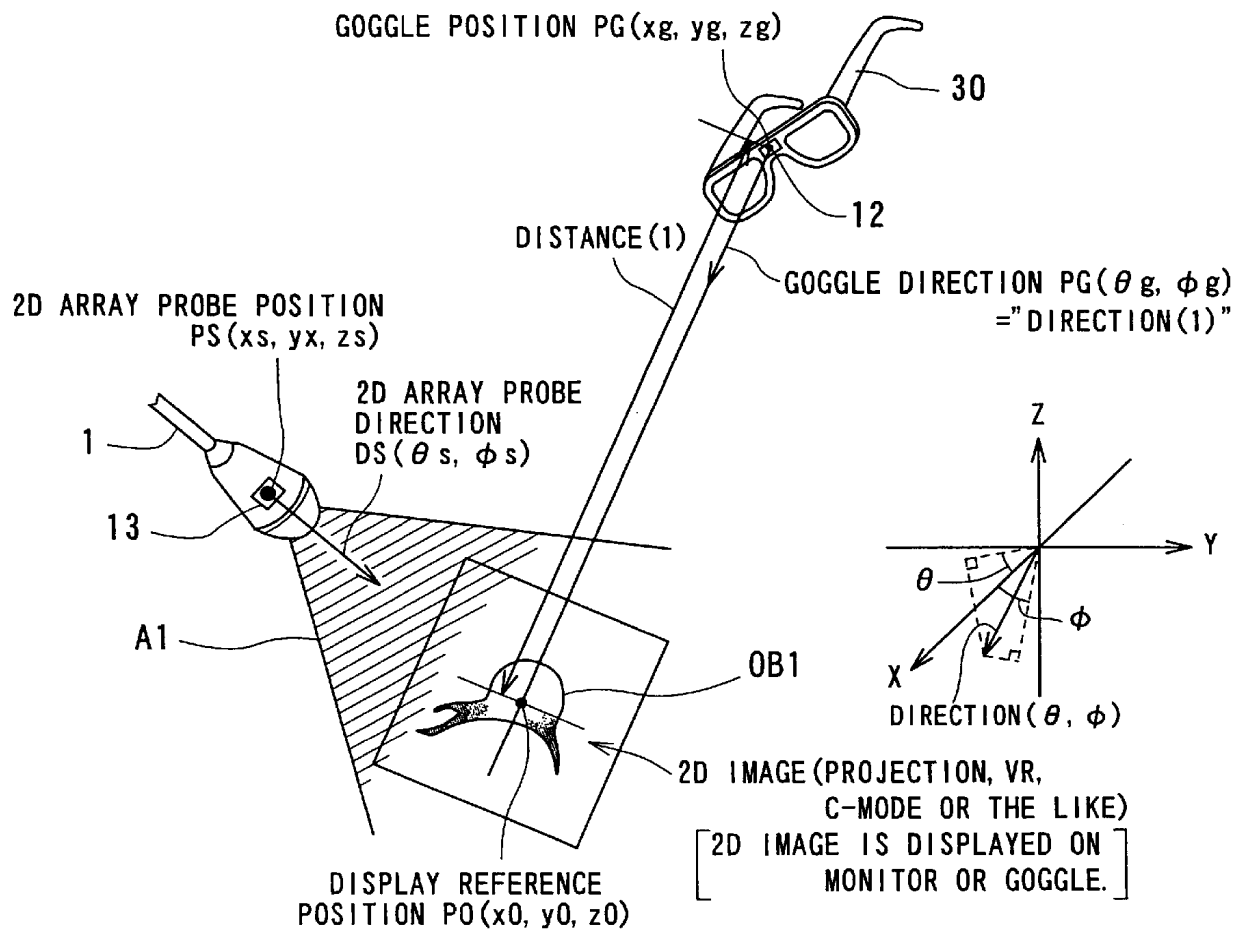 GOGGLE POSITION PG(xg, yg, zg)
30
12
DISTANCE(1)
GOGGLE DIRECTION PG(θg, φg)
="DIRECTION(1)"
2D ARRAY PROBE POSITION
PS(xs, yx, zs)
2D ARRAY PROBE
DIRECTION
DS(θs, φs)
1
13
A1
OB1
Z
Y
θ
φ
X
DIRECTION(θ, φ)
2D IMAGE(PROJECTION, VR,
C-MODE OR THE LIKE)
[2D IMAGE IS DISPLAYED ON
MONITOR OR GOGGLE.]
DISPLAY REFERENCE
POSITION PO(x0, y0, z0)